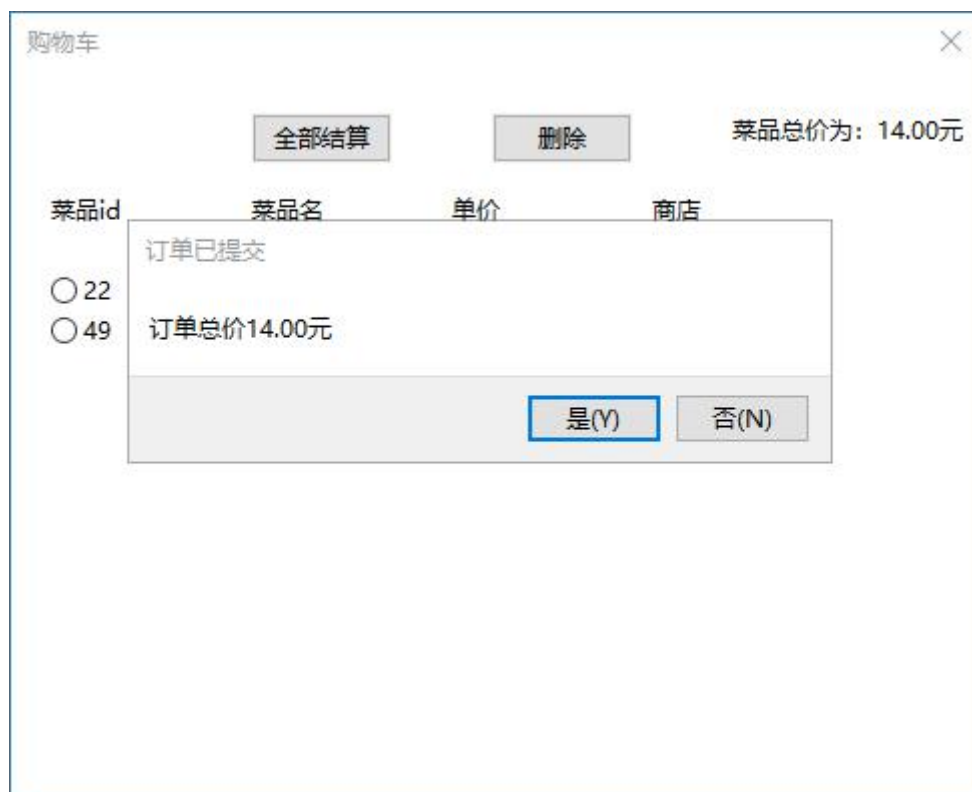 购物车
全部结算 删除 菜品总价为：14.00元
菜品id 菜品名 单价 商店
订单已提交
22
49
订单总价14.00元
是(Y) 否(N)